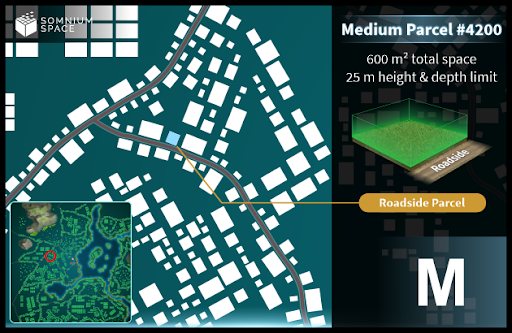 SOMNIUM
SPACE
Medium Parcel #4200
600 m² total space
25 m height & depth limit
Roadside
Roadside Parcel
M